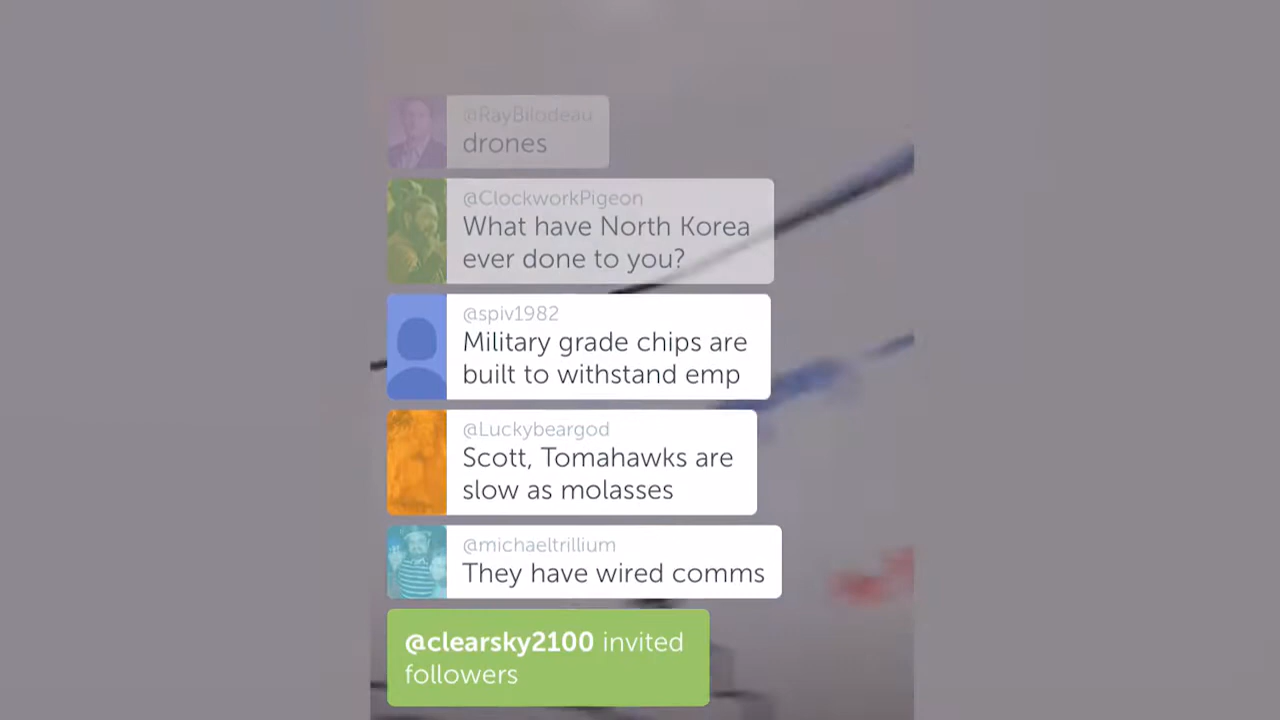 @RayBilodeau
drones
@ClockworkPigeon
What have North Korea
ever done to you?
@spiv1982
Military grade chips are
built to withstand emp
@Luckybeargod
Scott, Tomahawks are
slow as molasses
@michaeltrillium
They have wired comms
@clearsky2100 invited
followers